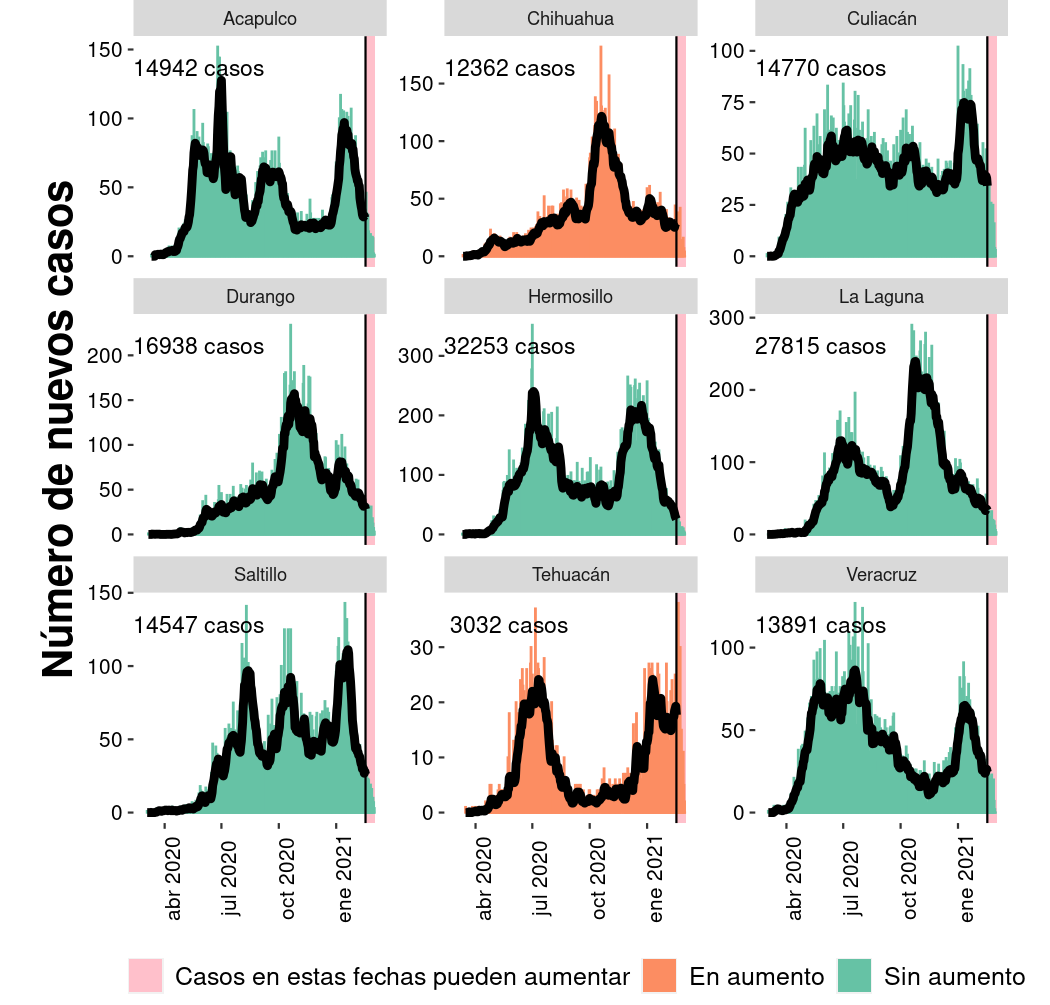 Número de nuevos casos
Acapulco
Chihuahua
Culiacán
150
100
50
0
14942 casos
150
100
50
0
12362 casos
100
75
50
25
0
14770 casos
Durango
Hermosillo
La Laguna
200
150
100
50
0
16938 casos
300
200
100
0
32253 casos
300
200
100
0
27815 casos
Saltillo
Tehuacán
Veracruz
150
100
50
0
14547 casos
30
20
10
0
3032 casos
100
50
0
13891 casos
abr 2020
jul 2020
oct 2020
ene 2021
abr 2020
jul 2020
oct 2020
ene 2021
abr 2020
jul 2020
oct 2020
ene 2021
Casos en estas fechas pueden aumentar
En aumento
Sin aumento